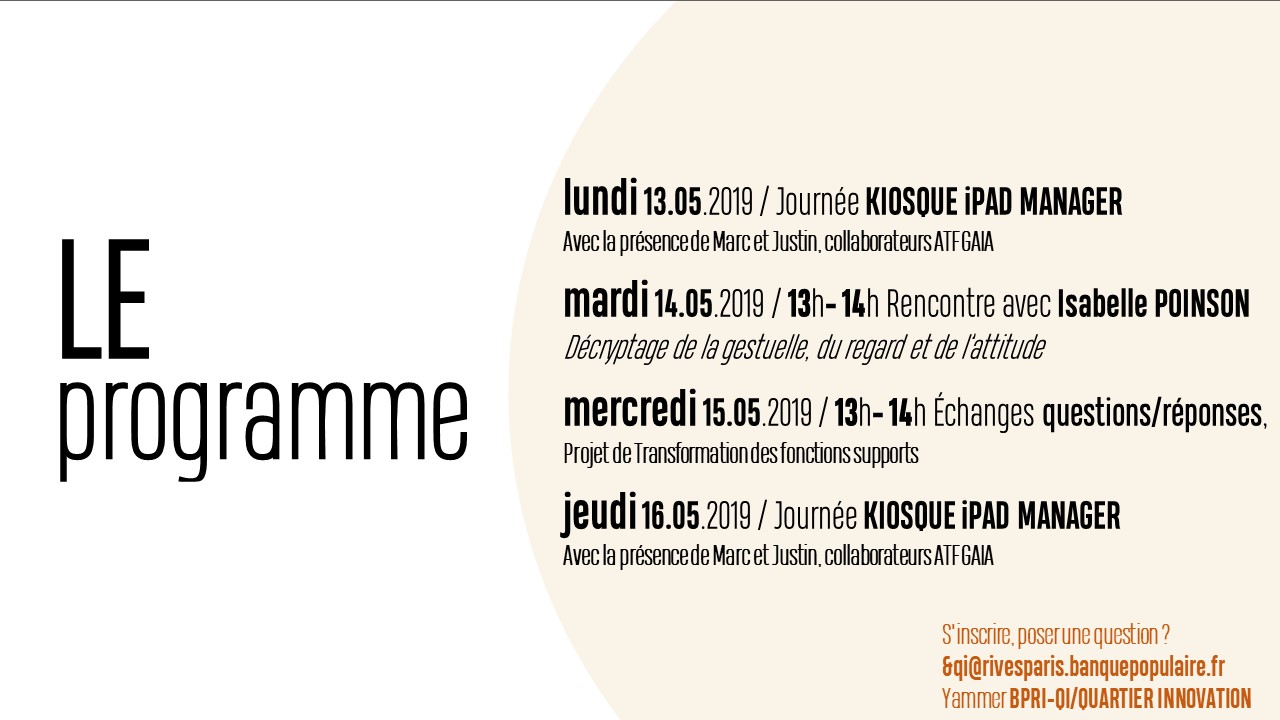 LE
programme
lundi 13.05.2019 / Journée KIOSQUE iPAD MANAGER
Avec la présence de Marc et Justin, collaborateurs ATF GAIA
mardi 14.05.2019 / 13h-14h Rencontre avec Isabelle POINSON
Décryptage de la gestuelle, du regard et de l'attitude
mercredi 15.05.2019 / 13h-14h Échanges questions/réponses,
Projet de Transformation des fonctions supports
jeudi 16.05.2019 / Journée KIOSQUE iPAD MANAGER
Avec la présence de Marc et Justin, collaborateurs ATF GAIA
S'inscrire, poser une question ?
&qi@rivesparis.banquepopulaire.fr
Yammer BPRI-QI/QUARTIER INNOVATION